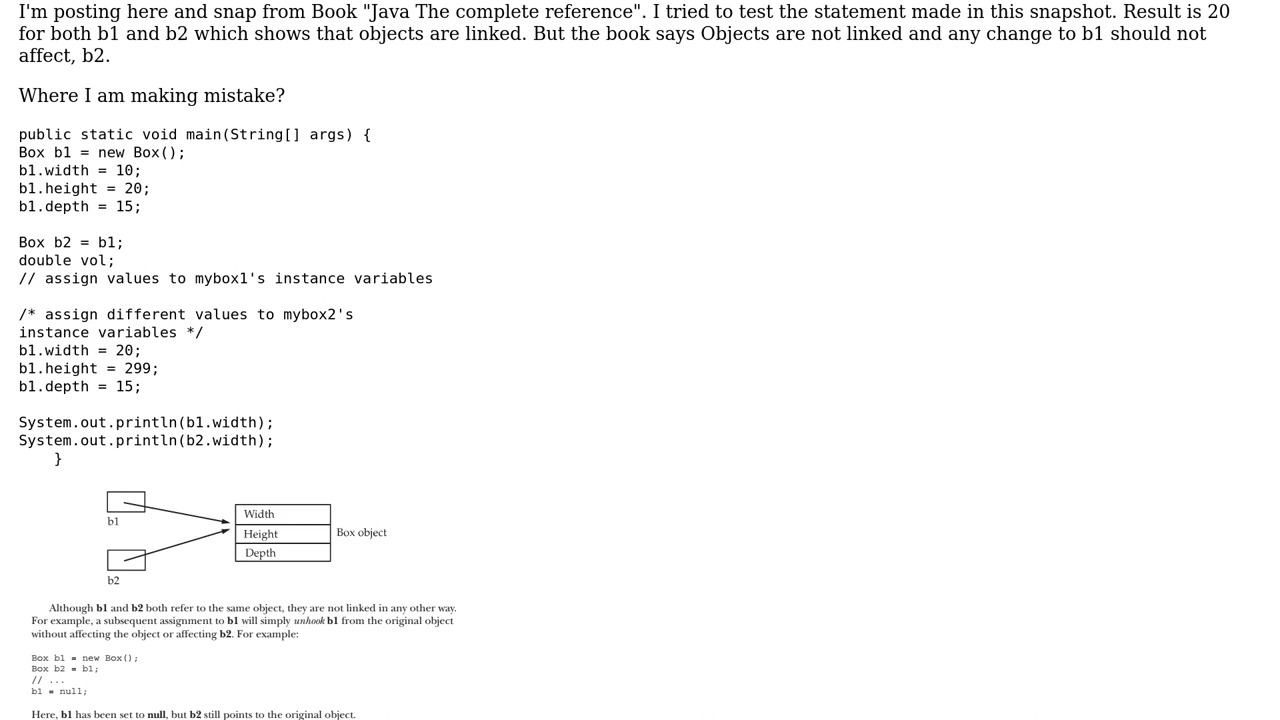 I'm posting here and snap from Book "Java The complete reference". I tried to test the statement made in this snapshot. Result is 20
for both b1 and b2 which shows that objects are linked. But the book says Objects are not linked and any change to b1 should not
affect, b2.
Where I am making mistake?
public static void main(String[] args) {
Box b1 = new Box();
b1.width = 10;
b1.height = 20;
b1.depth = 15;
Box b2 = b1;
double vol;
// assign values to mybox1's instance variables
/* assign different values to mybox2's
instance variables */
b1.width = 20;
b1.height = 299;
b1.depth = 15;
System.out.println(b1.width);
System.out.println(b2.width);
}
b1
Width
Height
Depth
Box object
b2
Although b1 and b2 both refer to the same object, they are not linked in any other way.
For example, a subsequent assignment to b1 will simply unhook b1 from the original object
without affecting the object or affecting b2. For example:
Box b1 = new Box();
Box b2 = b1;
// ...
b1 = null;
Here, b1 has been set to null, but b2 still points to the original object.